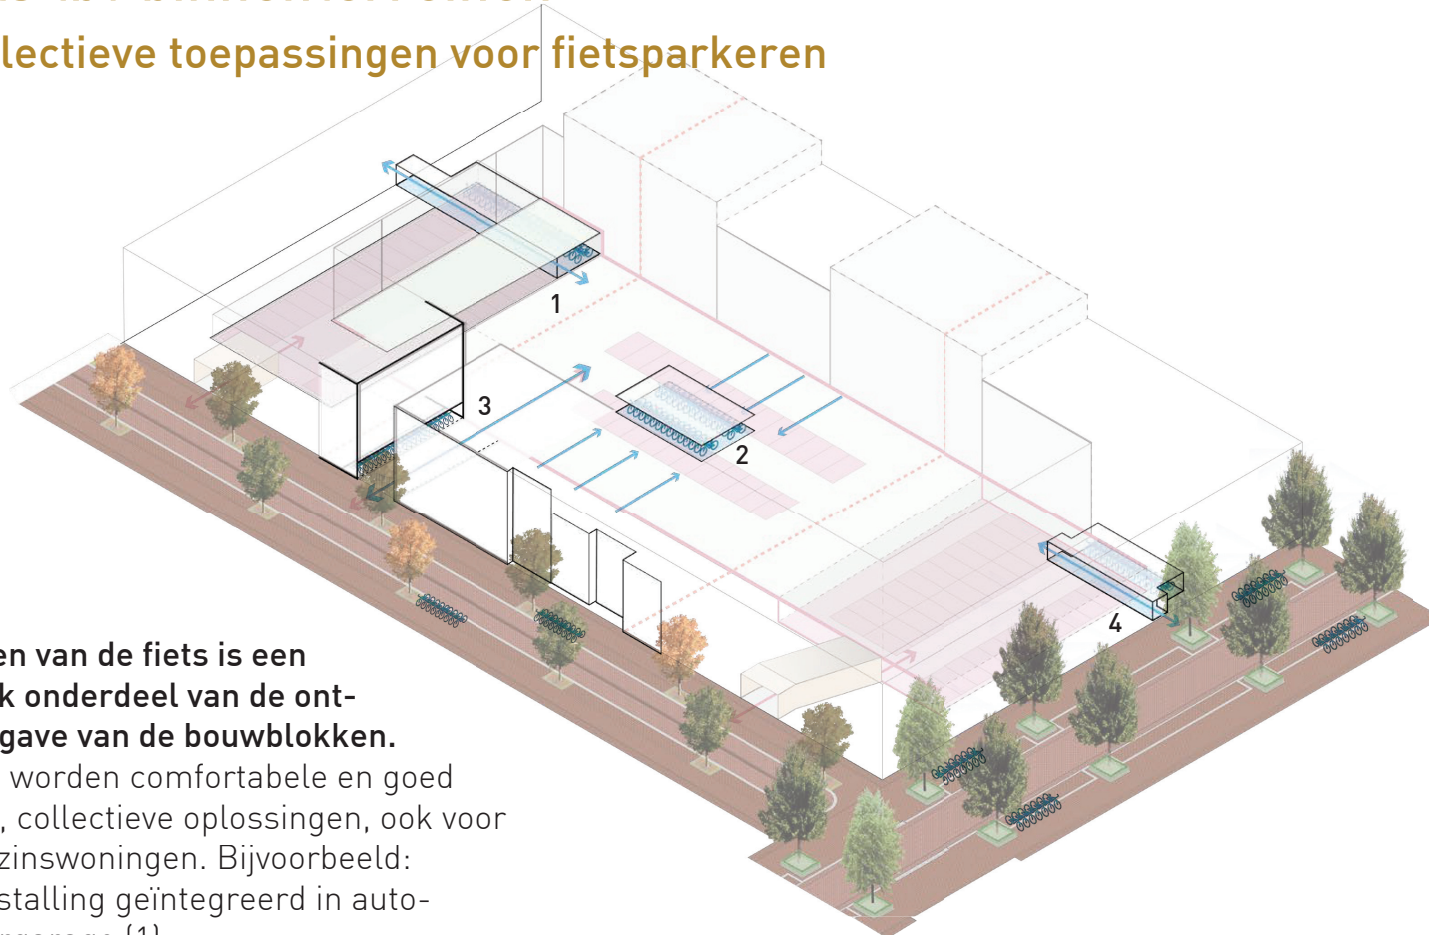 lectieve toepassingen voor fietsparkeren
1
3
2
4
en van de fiets is een
k onderdeel van de ont-
gave van de bouwblokken.
worden comfortabele en goed
, collectieve oplossingen, ook voor
zinswoningen. Bijvoorbeeld:
stalling geïntegreerd in auto-
(1)